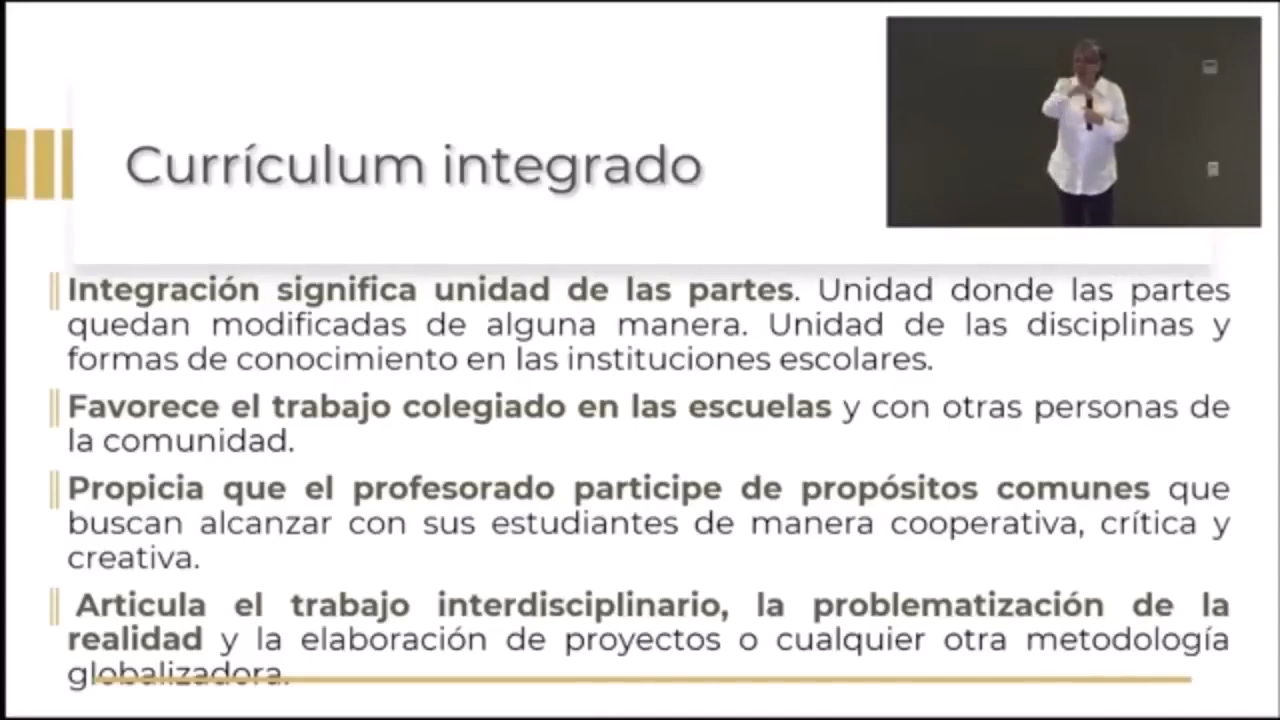 Currículum integrado
Integración significa unidad de las partes. Unidad donde las partes
quedan modificadas de alguna manera. Unidad de las disciplinas y
formas de conocimiento en las instituciones escolares.
Favorece el trabajo colegiado en las escuelas y con otras personas de
la comunidad.
Propicia que el profesorado participe de propósitos comunes que
buscan alcanzar con sus estudiantes de manera cooperativa, crítica y
creativa.
Articula el trabajo interdisciplinario, la problematización de la
realidad y la elaboración de proyectos o cualquier otra metodología
globalizadora.